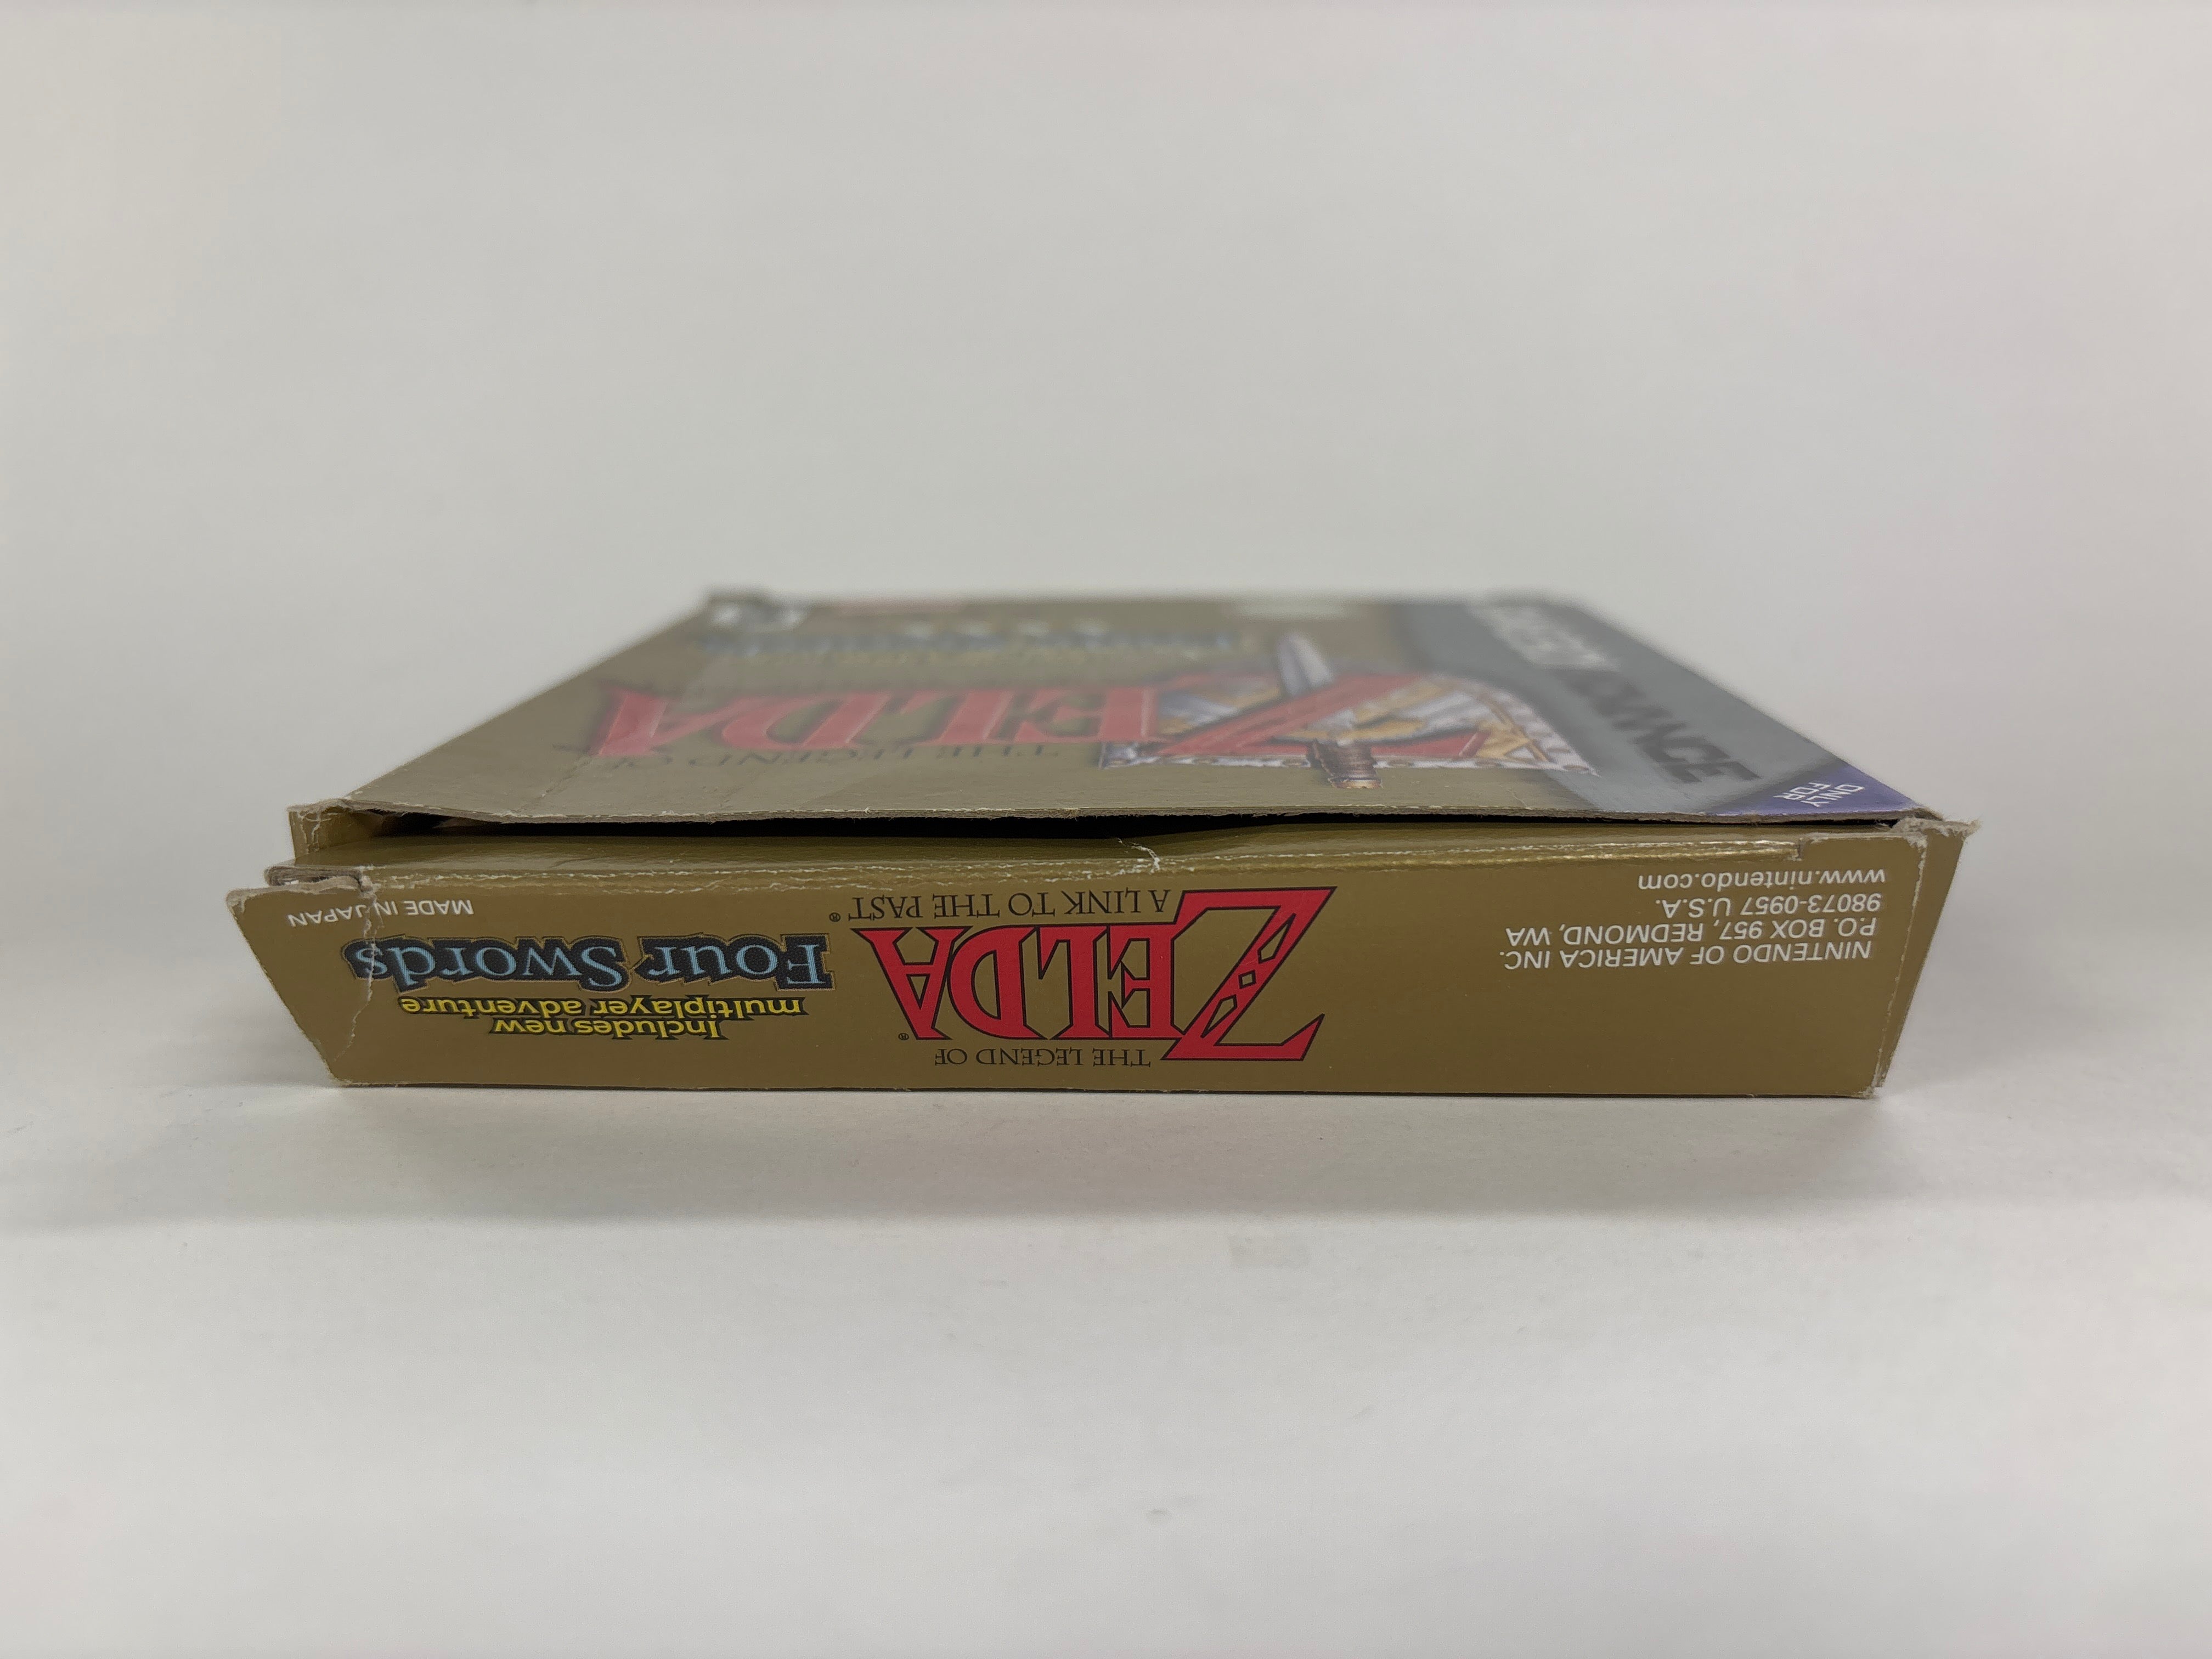 NINTENDO OF AMERICA INC.
P.O. BOX 957, REDMOND, WA
98073-0957 U.S.A.
www.nintendo.com
THE LEGEND OF
ZELDA®
A LINK TO THE PAST®
Includes new
multiplayer adventure
Four Swords
MADE IN JAPAN
ONLY
FOR
ADVANCE
THE LEGEND OF
ZELDA